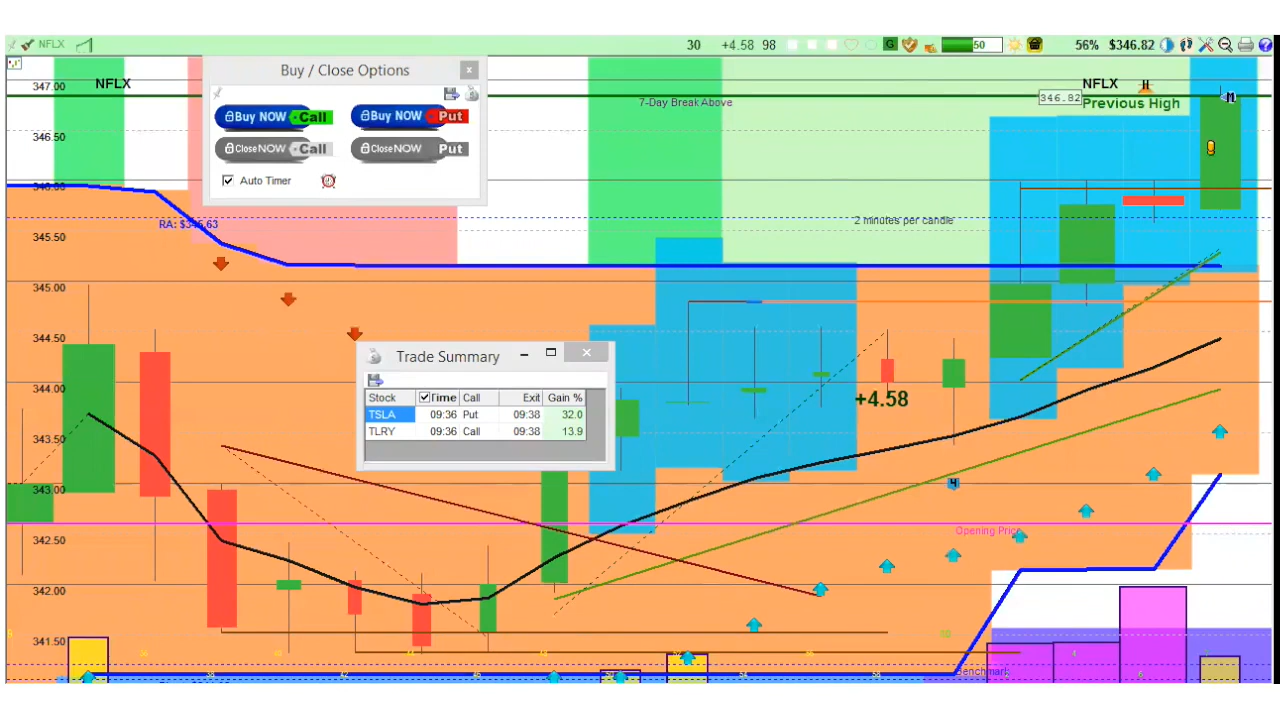 NFLX
30 +4.58 98 G 50 56% $346.82
Buy / Close Options x
Buy NOW Call Buy NOW Put
Close NOW Call Close NOW Put
Auto Timer
347.00
346.50
346.00
345.50
345.00
344.50
344.00
343.50
343.00
342.50
342.00
341.50
NFLX
RA: $345.63
7-Day Break Above
2 minutes per candle
NFLX H
346.82 Previous High M
Trade Summary
Stock Time Call Exit Gain %
TSLA 09:36 Put 09:38 32.0
TLRY 09:36 Call 09:38 13.9
+4.58
4
Opening Price
Benchmark